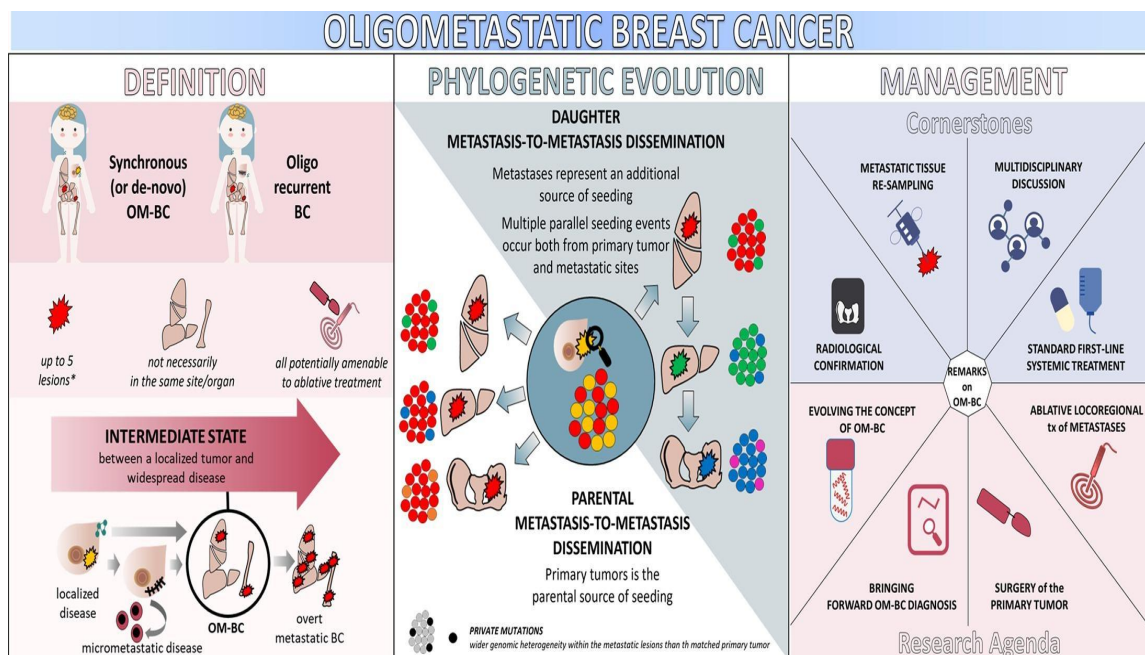 OLIGOMETASTATIC BREAST CANCER
DEFINITION
Synchronous
(or de-novo)
OM-BC
Oligo
recurrent
BC
up to 5
lesions*
not necessarily
in the same site/organ
all potentially amenable
to ablative treatment
INTERMEDIATE STATE
between a localized tumor and
widespread disease
localized
disease
micrometastatic disease
OM-BC
overt
metastatic BC
PHYLOGENETIC EVOLUTION
DAUGHTER
METASTASIS-TO-METASTASIS DISSEMINATION
Metastases represent an additional
source of seeding
Multiple parallel seeding events
occur both from primary tumor
and metastatic sites
PARENTAL
METASTASIS-TO-METASTASIS
DISSEMINATION
Primary tumors is the
parental source of seeding
PRIVATE MUTATIONS
wider genomic heterogeneity within the metastatic lesions than th matched primary tumor
MANAGEMENT
Cornerstones
METASTATIC TISSUE
RE-SAMPLING
MULTIDISCIPLINARY
DISCUSSION
RADIOLOGICAL
CONFIRMATION
STANDARD FIRST-LINE
SYSTEMIC TREATMENT
REMARKS
on
OM-BC
EVOLVING THE CONCEPT
OF OM-BC
ABLATIVE LOCOREGIONAL
tx of METASTASES
BRINGING
FORWARD OM-BC DIAGNOSIS
SURGERY of the
PRIMARY TUMOR
Research Agenda